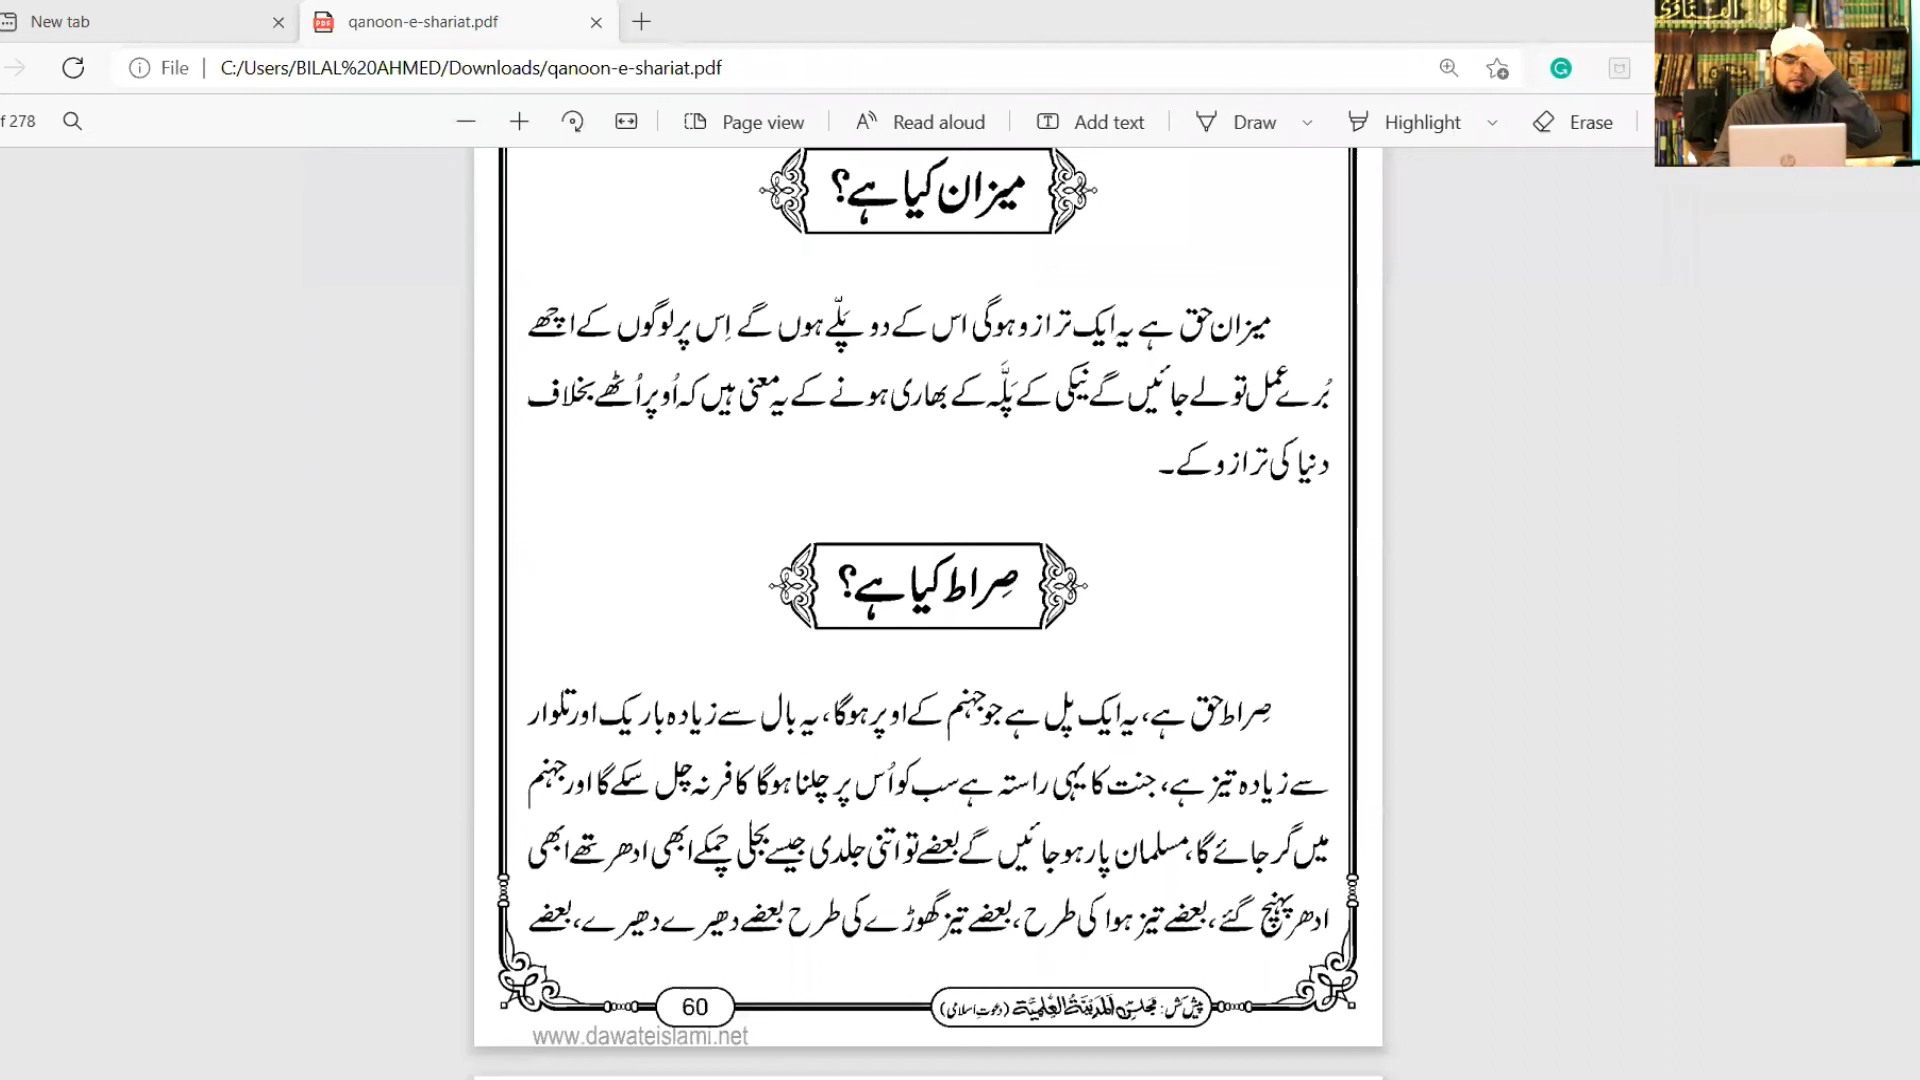 New tab
qanoon-e-shariat.pdf
File
C:/Users/BILAL%20AHMED/Downloads/qanoon-e-shariat.pdf
f 278
Page view
Read aloud
Add text
Draw
Highlight
Erase
میزان کیا ہے؟
میزان حق ہے یہ ایک ترازو ہوگی اس کے دو پَلّے ہوں گے اِس پر لوگوں کے اچھے
بُرے عمل تولے جائیں گے نیکی کے پَلَّہ کے بھاری ہونے کے یہ معنی ہیں کہ اُوپر اُٹھے بخلاف
دنیا کی ترازو کے۔
صِراط کیا ہے؟
صِراط حق ہے، یہ ایک پل ہے جو جہنم کے اوپر ہوگا، یہ بال سے زیادہ باریک اور تلوار
سے زیادہ تیز ہے، جنت کا یہی راستہ ہے سب کو اُس پر چلنا ہوگا کافر نہ چل سکے گا اور جہنم
میں گر جائے گا، مسلمان پار ہو جائیں گے بعضے تو اتنی جلدی جیسے بجلی چمکے ابھی ادھر تھے ابھی
ادھر پہنچ گئے، بعضے تیز ہوا کی طرح، بعضے تیز گھوڑے کی طرح بعضے دھیرے دھیرے، بعضے
پیش کش: مجلس المدینۃ العلمیۃ (دعوتِ اسلامی)
60
www.dawateislami.net